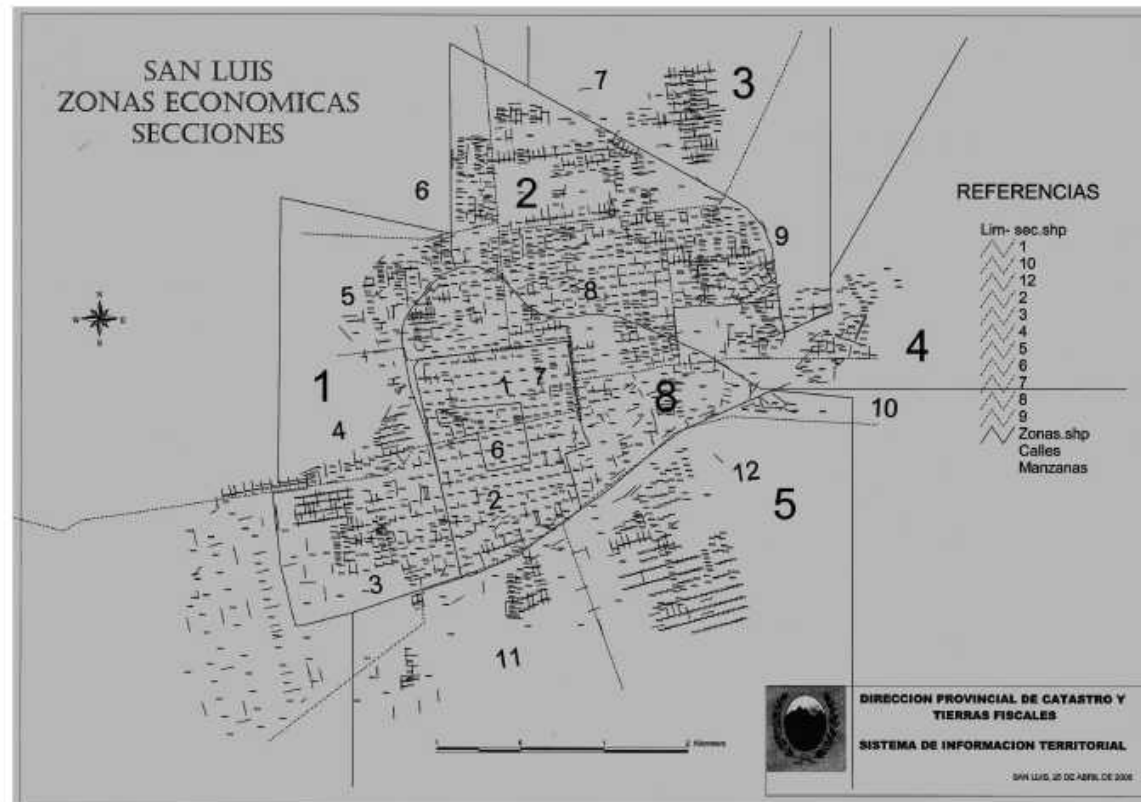 SAN LUIS
ZONAS ECONOMICAS
SECCIONES
7
3
6
2
9
5
8
4
1
1
7
8
4
10
6
12
2
5
3
11
REFERENCIAS
Lim- sec.shp
1
10
12
2
3
4
5
6
7
8
9
Zonas.shp
Calles
Manzanas
N
W E
S
DIRECCION PROVINCIAL DE CATASTRO Y
TIERRAS FISCALES
SISTEMA DE INFORMACION TERRITORIAL